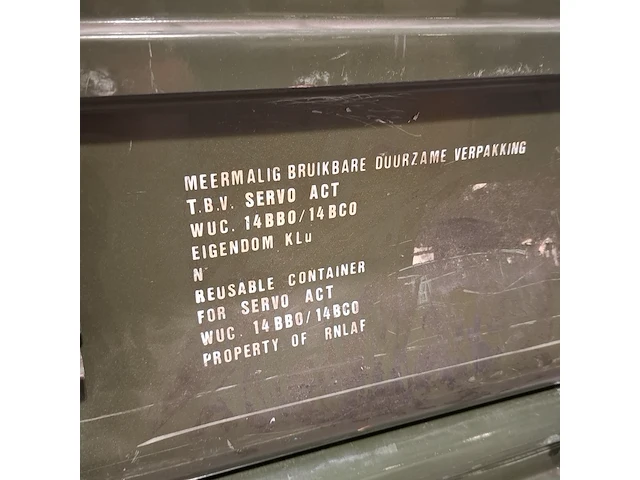 MEERMALIG BRUIKBARE DUURZAME VERPAKKING
T.B.V. SERVO ACT
WUC. 14BBO/14BCO
EIGENDOM KLu
N
REUSABLE CONTAINER
FOR SERVO ACT
WUC. 14BBO/14BCO
PROPERTY OF RNLAF